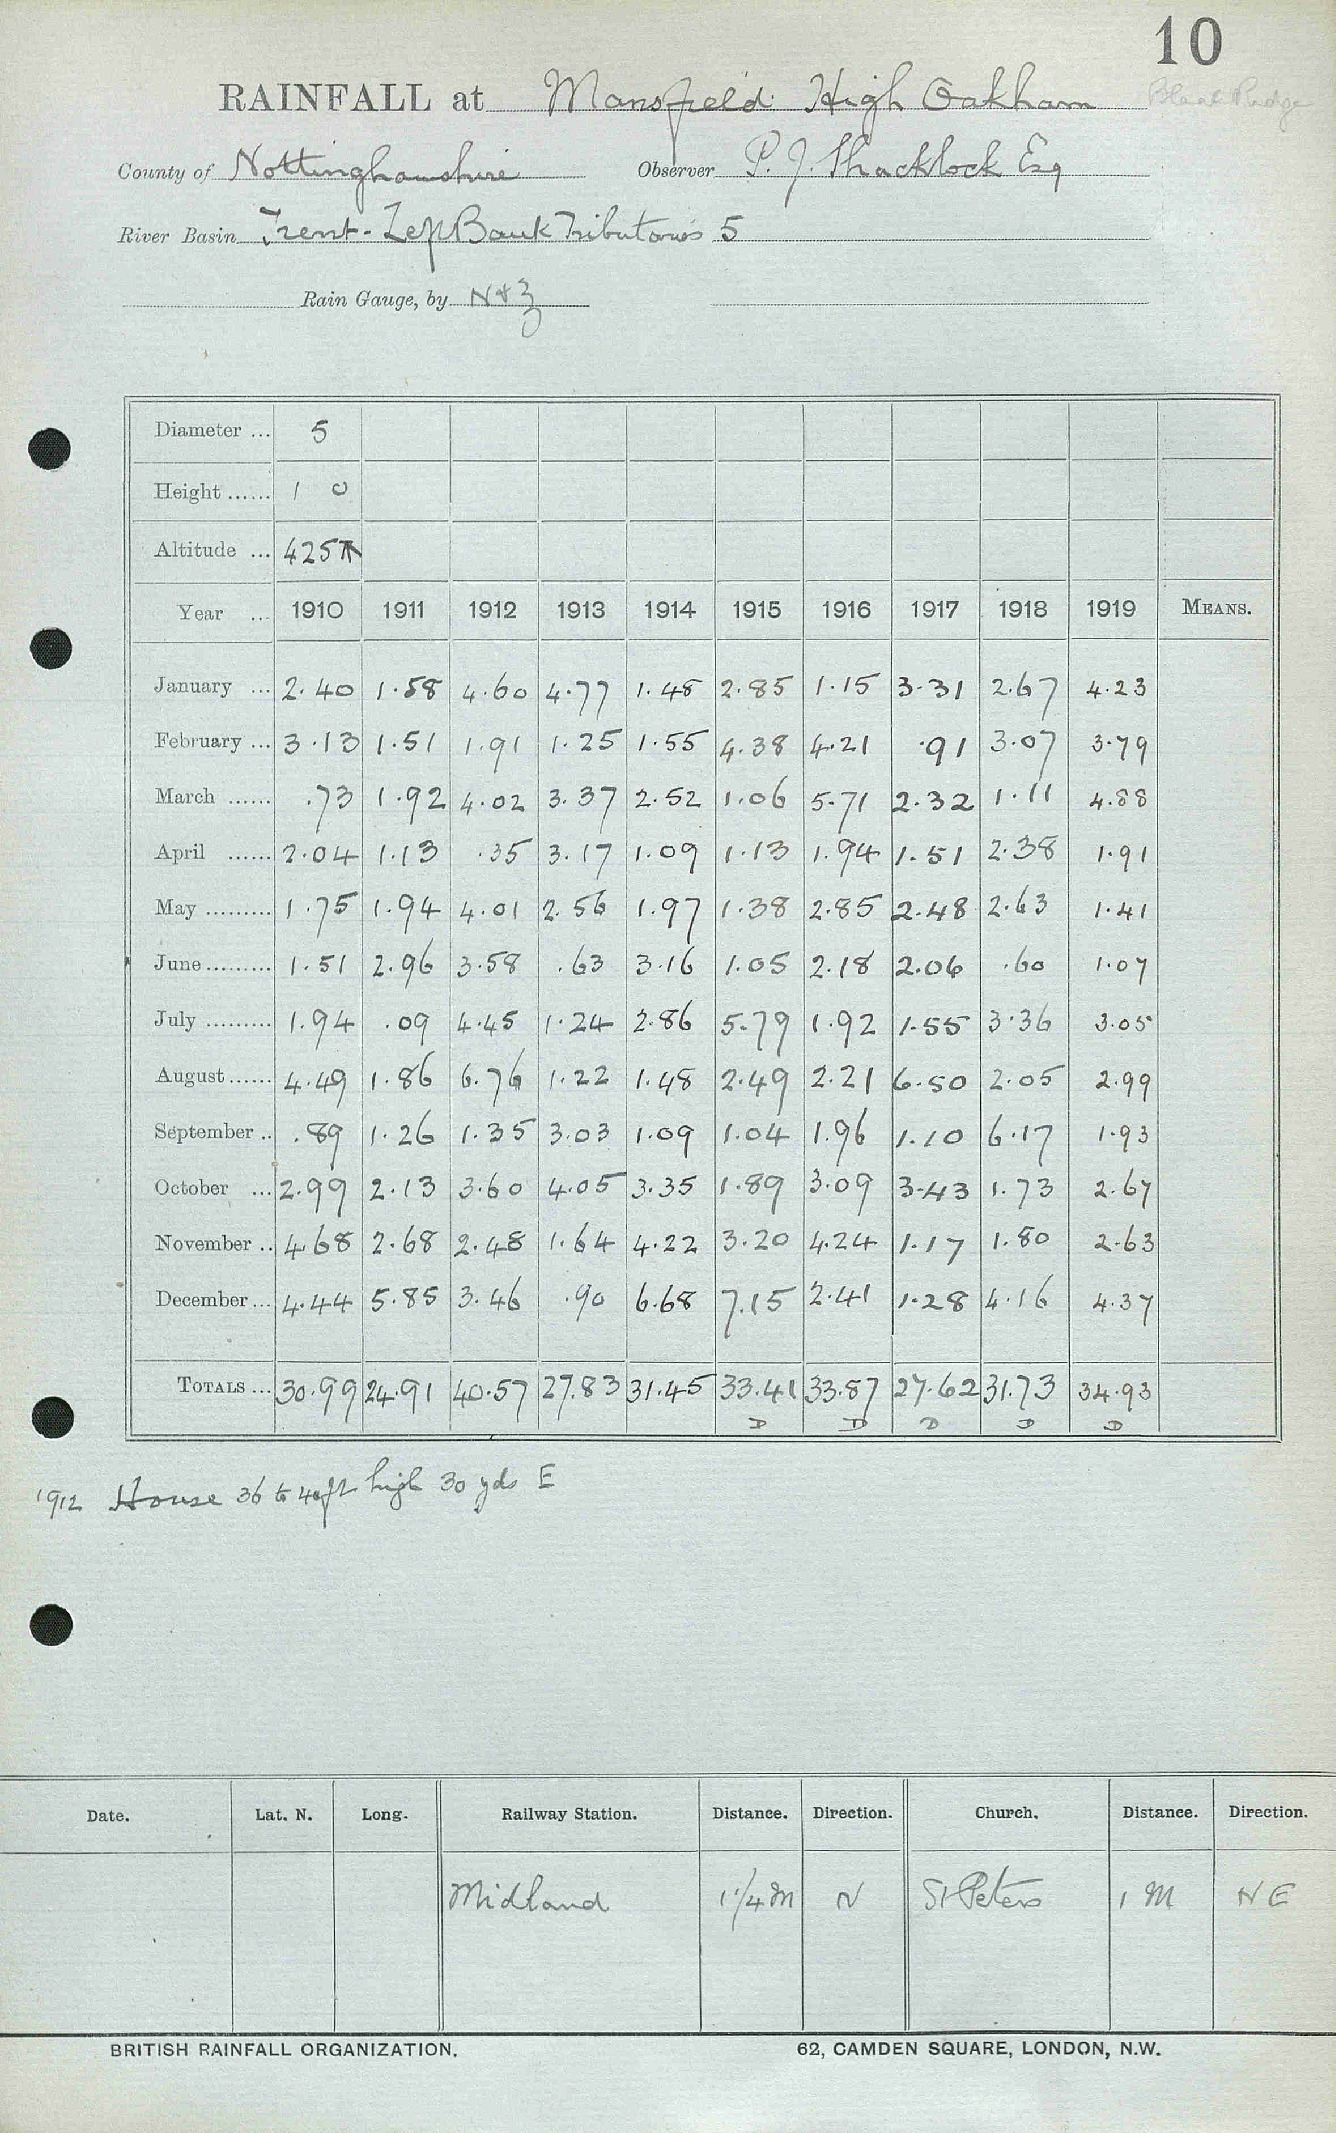 10
RAINFALL at Mansfield High Oakham
County of Nottinghamshire Observer P. J. Shacklock Esq
River Basin Trent - Left Bank Tributaries 5
Rain Gauge, by N & Z
Diameter ... 5
Height ...... 1 0
Altitude ... 425
Year ... 1910 1911 1912 1913 1914 1915 1916 1917 1918 1919 MEANS.
January ... 2.40 1.58 4.60 4.77 1.48 2.85 1.15 3.31 2.67 4.23
February ... 3.13 1.51 1.91 1.25 1.55 4.38 4.21 .91 3.07 3.79
March ...... .73 1.92 4.02 3.37 2.52 1.06 5.71 2.32 1.11 4.88
April ...... 2.04 1.13 .35 3.17 1.09 1.13 1.94 1.51 2.38 1.91
May ......... 1.75 1.94 4.01 2.56 1.97 1.38 2.85 2.48 2.63 1.41
June ......... 1.51 2.96 3.58 .63 3.16 1.05 2.18 2.06 .60 1.07
July ......... 1.94 .09 4.45 1.24 2.86 5.79 1.92 1.55 3.36 3.05
August ...... 4.49 1.86 6.76 1.22 1.48 2.49 2.21 6.50 2.05 2.99
September .. .89 1.26 1.35 3.03 1.09 1.04 1.96 1.10 6.17 1.93
October ... 2.99 2.13 3.60 4.05 3.35 1.89 3.09 3.43 1.73 2.67
November .. 4.68 2.68 2.48 1.64 4.22 3.20 4.24 1.17 1.80 2.63
December ... 4.44 5.85 3.46 .90 6.68 7.15 2.41 1.28 4.16 4.37
TOTALS ... 30.99 24.91 40.57 27.83 31.45 33.41 33.87 27.62 31.73 34.93
D D D D D
1912 House 36 to 40ft high 30 yds E
Date. Lat. N. Long. Railway Station. Distance. Direction. Church. Distance. Direction.
Midland 1 1/4 M N St Peters 1 M N E
BRITISH RAINFALL ORGANIZATION. 62, CAMDEN SQUARE, LONDON, N.W.